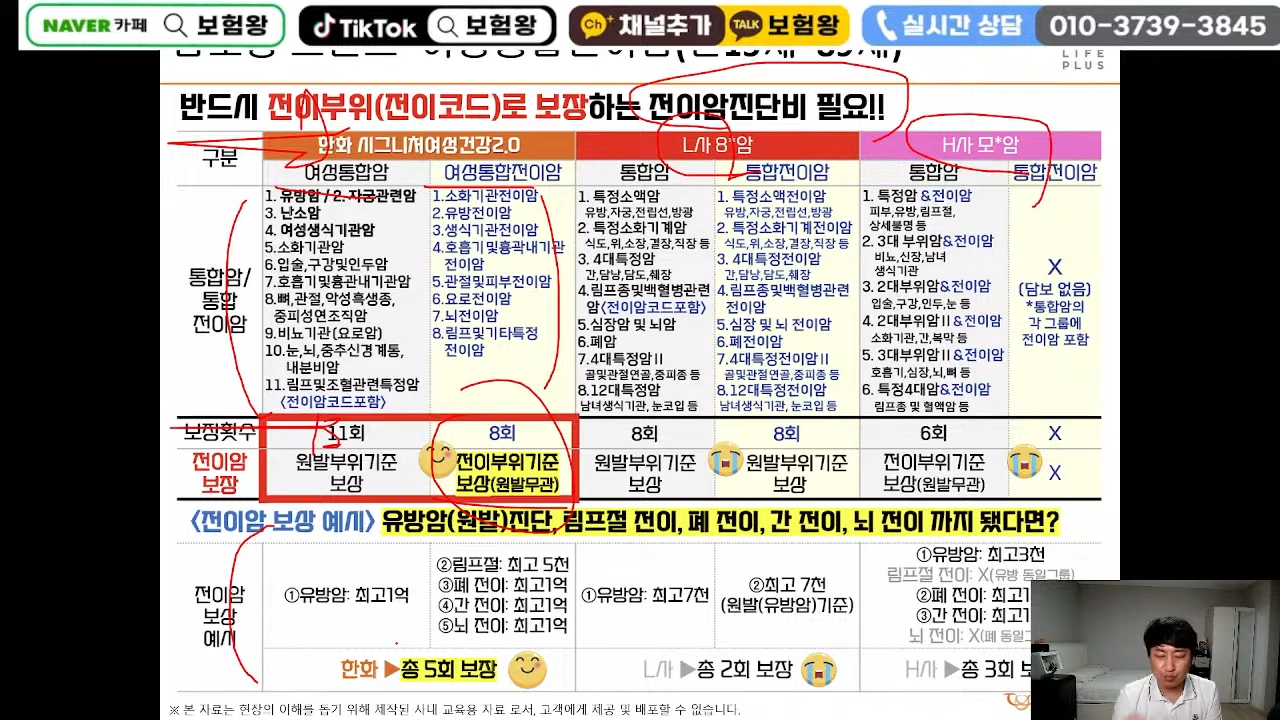 NAVER 카페 보험왕 TikTok 보험왕 Ch+ 채널추가 TALK 보험왕 실시간 상담 010-3739-3845
LIFE
PLUS
반드시 전이부위(전이코드)로 보장하는 전이암진단비 필요!!
구분 한화 시그니처여성건강2.0 L사 8*암 H사 모*암
여성통합암 여성통합전이암 통합암 통합전이암 통합암 통합전이암
통합암/
통합
전이암
1. 유방암 / 2. 자궁관련암
3. 난소암
4. 여성생식기관암
5.소화기관암
6.입술,구강및인두암
7.호흡기및흉관내기관암
8.뼈,관절,악성흑생종,
중피성연조직암
9.비뇨기관(요로암)
10.눈,뇌,중추신경계통,
내분비암
11.림프및조혈관련특정암
〈전이암코드포함〉
1.소화기관전이암
2.유방전이암
3.생식기관전이암
4.호흡기및흉곽내기관
전이암
5.관절및피부전이암
6.요로전이암
7.뇌전이암
8.림프및기타특정
전이암
1. 특정소액암
유방,자궁,전립선,방광
2. 특정소화기계암
식도,위,소장,결장,직장 등
3. 4대특정암
간,담낭,담도,췌장
4.림프종및백혈병관련
암〈전이암코드포함〉
5.심장암 및 뇌암
6.폐암
7.4대특정암Ⅱ
골및관절연골,중피종 등
8.12대특정암
남녀생식기관, 눈코입 등
1. 특정소액전이암
유방,자궁,전립선,방광
2. 특정소화기계전이암
식도,위,소장,결장,직장 등
3. 4대특정전이암
간,담낭,담도,췌장
4.림프종및백혈병관련
전이암
5.심장 및 뇌 전이암
6.폐전이암
7.4대특정전이암Ⅱ
골및관절연골,중피종 등
8.12대특정전이암
남녀생식기관, 눈코입 등
1. 특정암 &전이암
피부,유방,림프절,
상세불명 등
2. 3대 부위암&전이암
비뇨,신장,남녀
생식기관
3. 2대부위암&전이암
입술,구강,인두,눈 등
4. 2대부위암Ⅱ&전이암
소화기관,간,복막 등
5. 3대부위암Ⅱ&전이암
호흡기,심장,뇌,뼈 등
6. 특정4대암&전이암
림프종 및 혈액암 등
X
(담보 없음)
*통합암의
각 그룹에
전이암 포함
보장횟수 11회 8회 8회 8회 6회 X
전이암
보장
원발부위기준
보상
전이부위기준
보상(원발무관)
원발부위기준
보상
원발부위기준
보상
전이부위기준
보상(원발무관)
X
〈전이암 보상 예시〉 유방암(원발)진단, 림프절 전이, 폐 전이, 간 전이, 뇌 전이 까지 됐다면?
전이암
보상
예시
①유방암: 최고1억
②림프절: 최고 5천
③폐 전이: 최고1억
④간 전이: 최고1억
⑤뇌 전이: 최고1억
①유방암: 최고7천
②최고 7천
(원발(유방암)기준)
①유방암: 최고3천
림프절 전이: X(유방 동일그룹)
②폐 전이: 최고1
③간 전이: 최고1
뇌 전이: X(폐 동일
한화 ▶총 5회 보장 L사 ▶총 2회 보장 H사 ▶총 3회
※ 본 자료는 현장의 이해를 돕기 위해 제작된 사내 교육용 자료 로서, 고객에게 제공 및 배포할 수 없습니다.